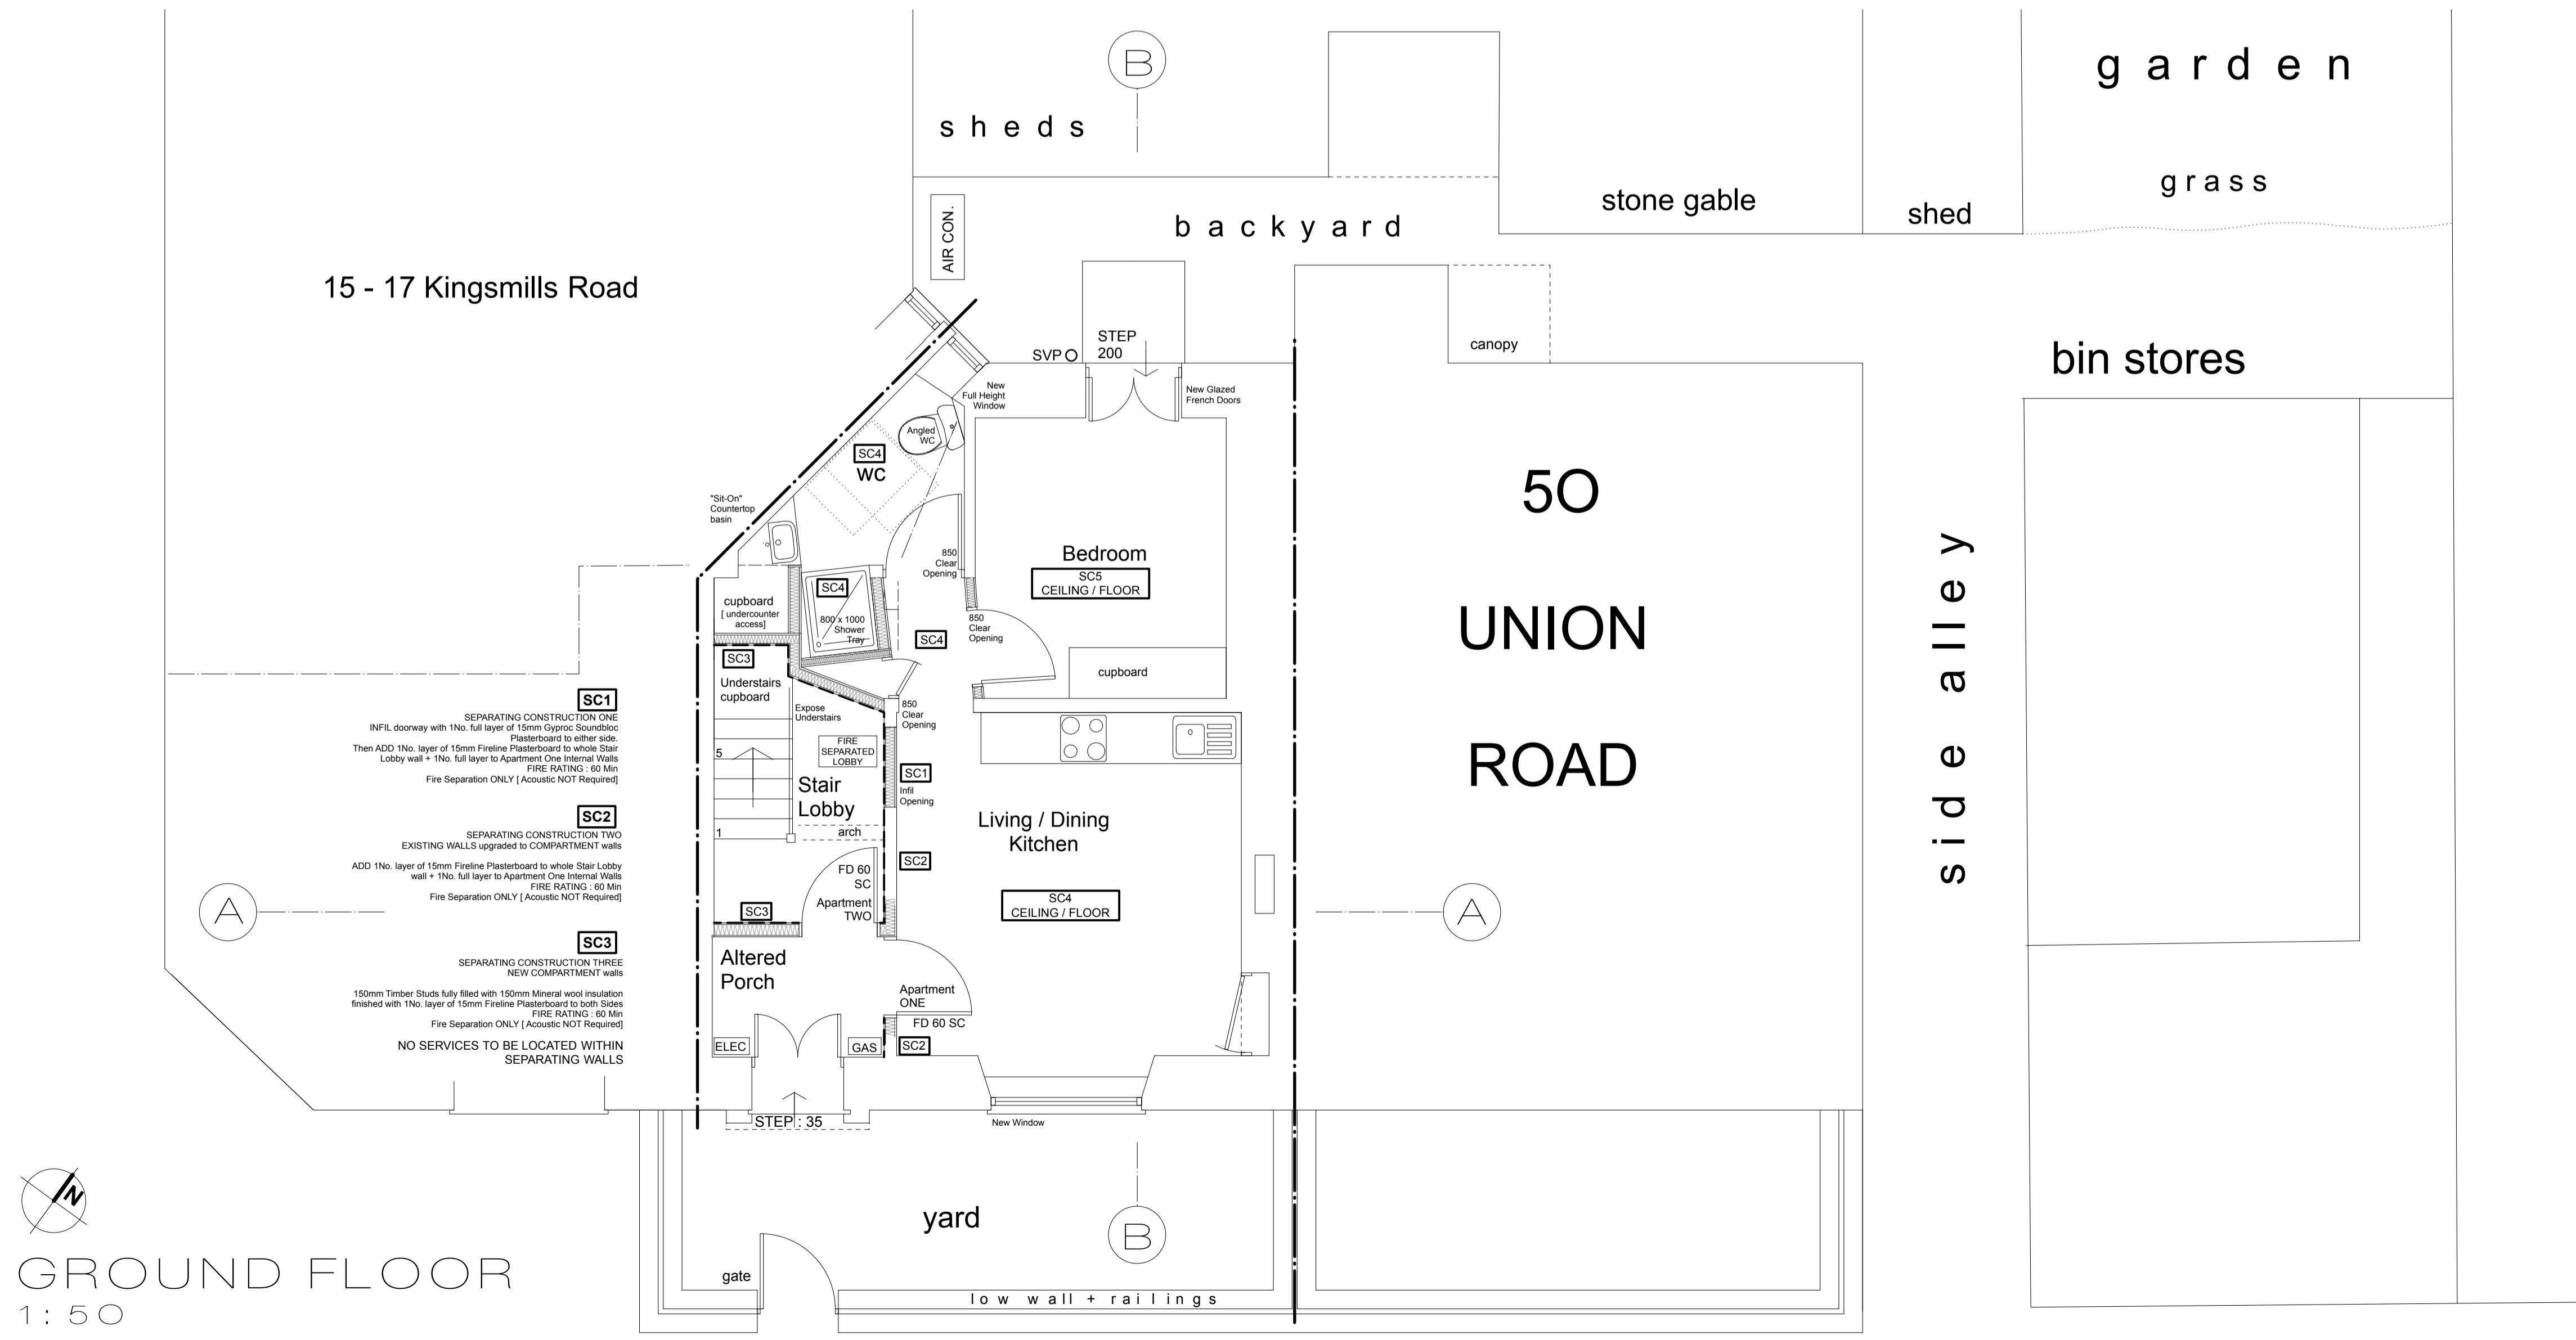 B
g a r d e n
s h e d s
g r a s s
stone gable
shed
b a c k y a r d
AIR CON.
15 - 17 Kingsmills Road
STEP
200
SVP
canopy
bin stores
New
Full Height
Window
New Glazed
French Doors
Angled
WC
SC4
WC
"Sit-On"
Countertop
basin
5O
UNION
ROAD
s i d e a l l e y
850
Clear
Opening
Bedroom
SC5
CEILING / FLOOR
cupboard
[ undercounter
access]
SC4
800 x 1000
Shower
Tray
850
Clear
Opening
SC4
SC3
Understairs
cupboard
cupboard
Expose
Understairs
850
Clear
Opening
FIRE
SEPARATED
LOBBY
5
SC1
Infil
Opening
Stair
Lobby
1
arch
Living / Dining
Kitchen
SC2
FD 60
SC
Apartment
TWO
SC4
CEILING / FLOOR
SC3
A
A
SC1
SEPARATING CONSTRUCTION ONE
INFIL doorway with 1No. full layer of 15mm Gyproc Soundbloc
Plasterboard to either side.
Then ADD 1No. layer of 15mm Fireline Plasterboard to whole Stair
Lobby wall + 1No. full layer to Apartment One Internal Walls
FIRE RATING : 60 Min
Fire Separation ONLY [ Acoustic NOT Required]
SC2
SEPARATING CONSTRUCTION TWO
EXISTING WALLS upgraded to COMPARTMENT walls
ADD 1No. layer of 15mm Fireline Plasterboard to whole Stair Lobby
wall + 1No. full layer to Apartment One Internal Walls
FIRE RATING : 60 Min
Fire Separation ONLY [ Acoustic NOT Required]
SC3
SEPARATING CONSTRUCTION THREE
NEW COMPARTMENT walls
150mm Timber Studs fully filled with 150mm Mineral wool insulation
finished with 1No. layer of 15mm Fireline Plasterboard to both Sides
FIRE RATING : 60 Min
Fire Separation ONLY [ Acoustic NOT Required]
NO SERVICES TO BE LOCATED WITHIN
SEPARATING WALLS
Altered
Porch
Apartment
ONE
FD 60 SC
ELEC
GAS
SC2
STEP : 35
New Window
yard
B
gate
l o w w a l l + r a i l i n g s
N
GROUND FLOOR
1:50